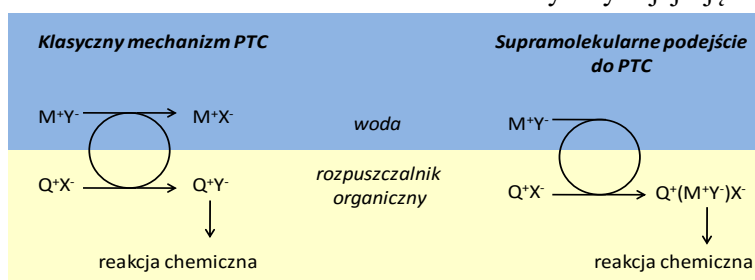 Klasyczny mechanizm PTC
Supramolekularne podejście
do PTC
M⁺Y⁻ M⁺X⁻
woda
M⁺Y⁻
Q⁺X⁻ Q⁺Y⁻
rozpuszczalnik
organiczny
Q⁺X⁻ Q⁺(M⁺Y⁻)X⁻
reakcja chemiczna
reakcja chemiczna